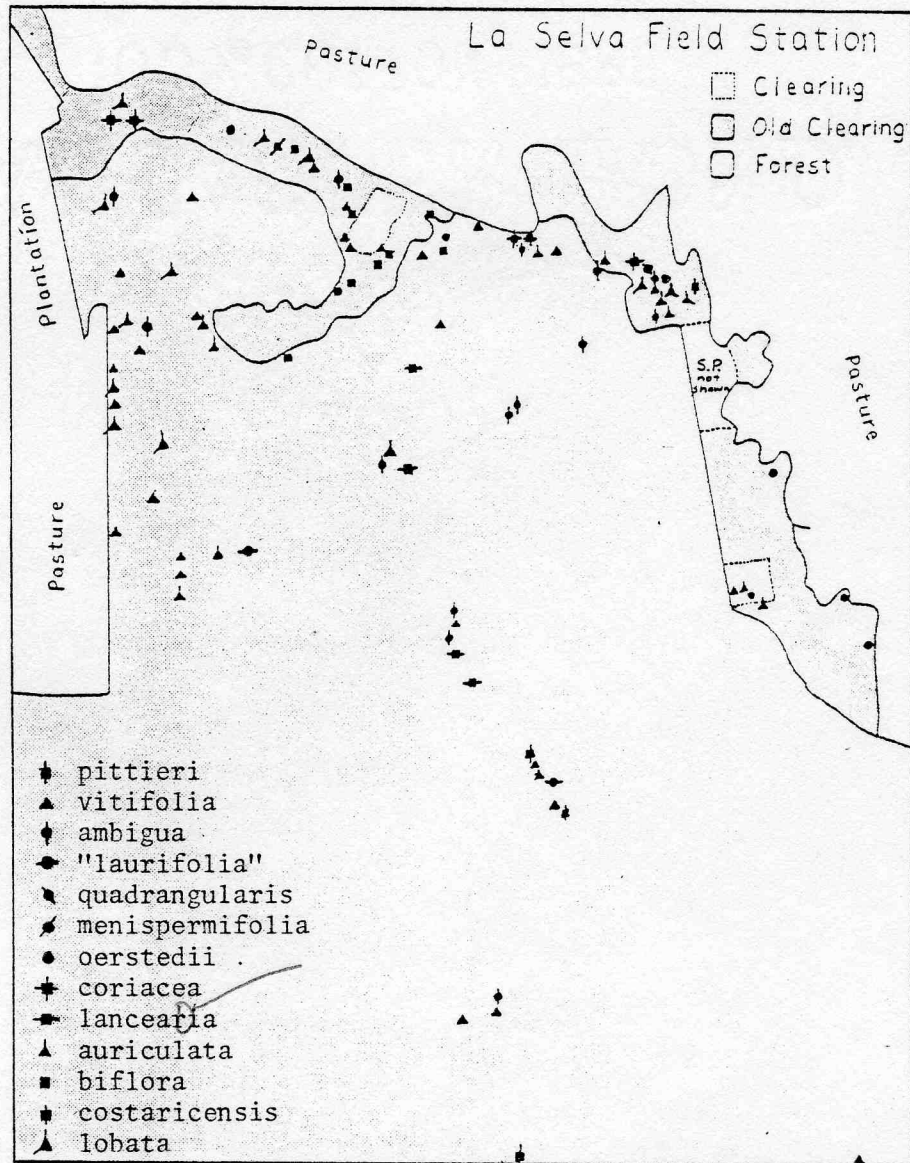 La Selva Field Station
Pasture
Clearing
Old Clearing
Forest
Plantation
S.P.
not
shown
Pasture
Pasture
pittieri
vitifolia
ambigua
"laurifolia"
quadrangularis
menispermifolia
oerstedii .
coriacea
lancearia
auriculata
biflora
costaricensis
lobata